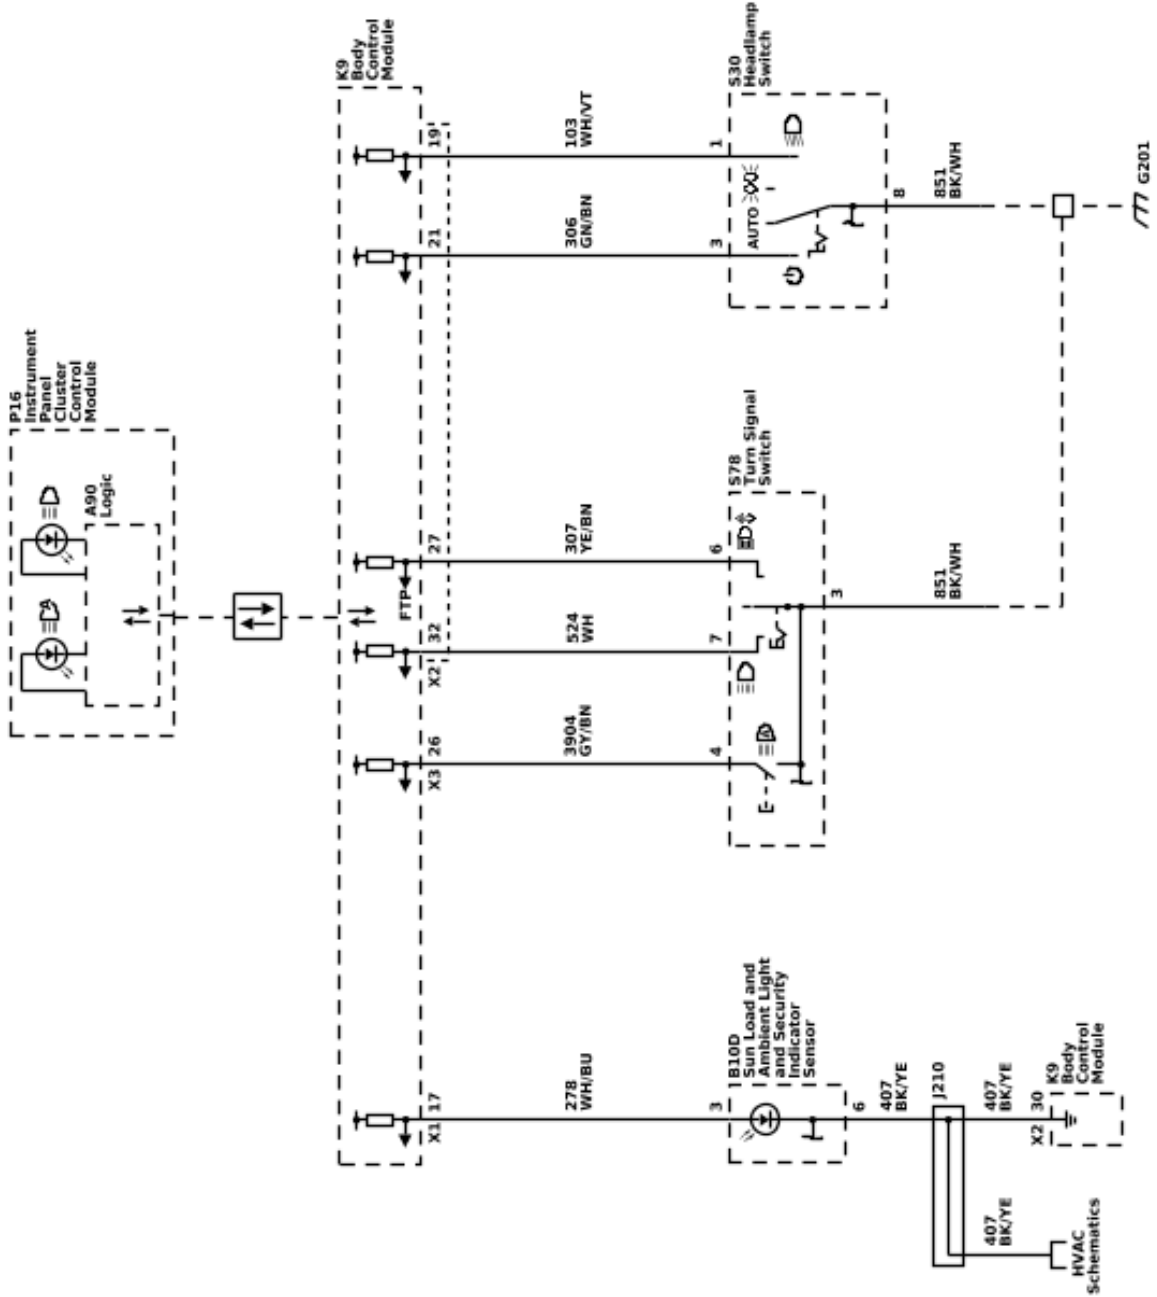 P16
Instrument
Panel
Cluster
Control
Module
A90
Logic
A
K9
Body
Control
Module
FTP
X1
17
X3
26
X2
32
27
21
19
278
WH/BU
3904
GY/BN
524
WH
307
YE/BN
306
GN/BN
103
WH/VT
3
4
7
6
3
1
B10D
Sun Load and
Ambient Light
and Security
Indicator
Sensor
S78
Turn Signal
Switch
A
S30
Headlamp
Switch
AUTO
6
3
8
407
BK/YE
851
BK/WH
851
BK/WH
J210
407
BK/YE
407
BK/YE
X2
30
K9
Body
Control
Module
HVAC
Schematics
G201